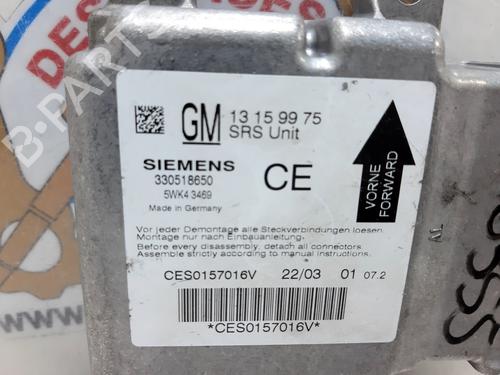 GM 13 159 9 75
SRS Unit
SIEMENS
330518650
5WK4 3469
Made in Germany
CE
VORNE
FORWARD
Vor jeder Demontage alle Steckverbindungen loesen.
Montage nur nach Einbauanleitung.
Before every disassembly, detach all connectors
Assemble strictly according to manual instructions.
CES0157016V 22/03 01 07.2
*CES0157016V*
B-PARTS